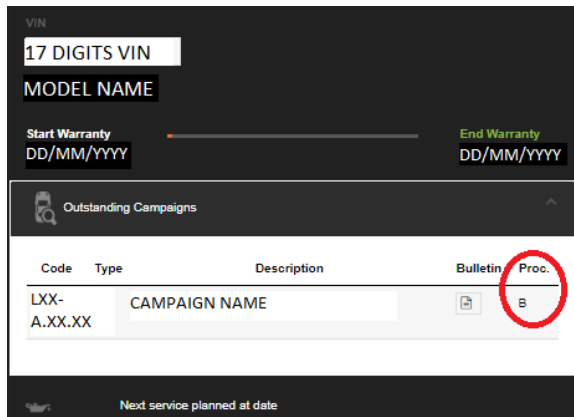 VIN
17 DIGITS VIN
MODEL NAME
Start Warranty End Warranty
DD/MM/YYYY DD/MM/YYYY
Outstanding Campaigns
Code Type Description Bulletin Proc.
LXX- CAMPAIGN NAME B
A.XX.XX
Next service planned at date